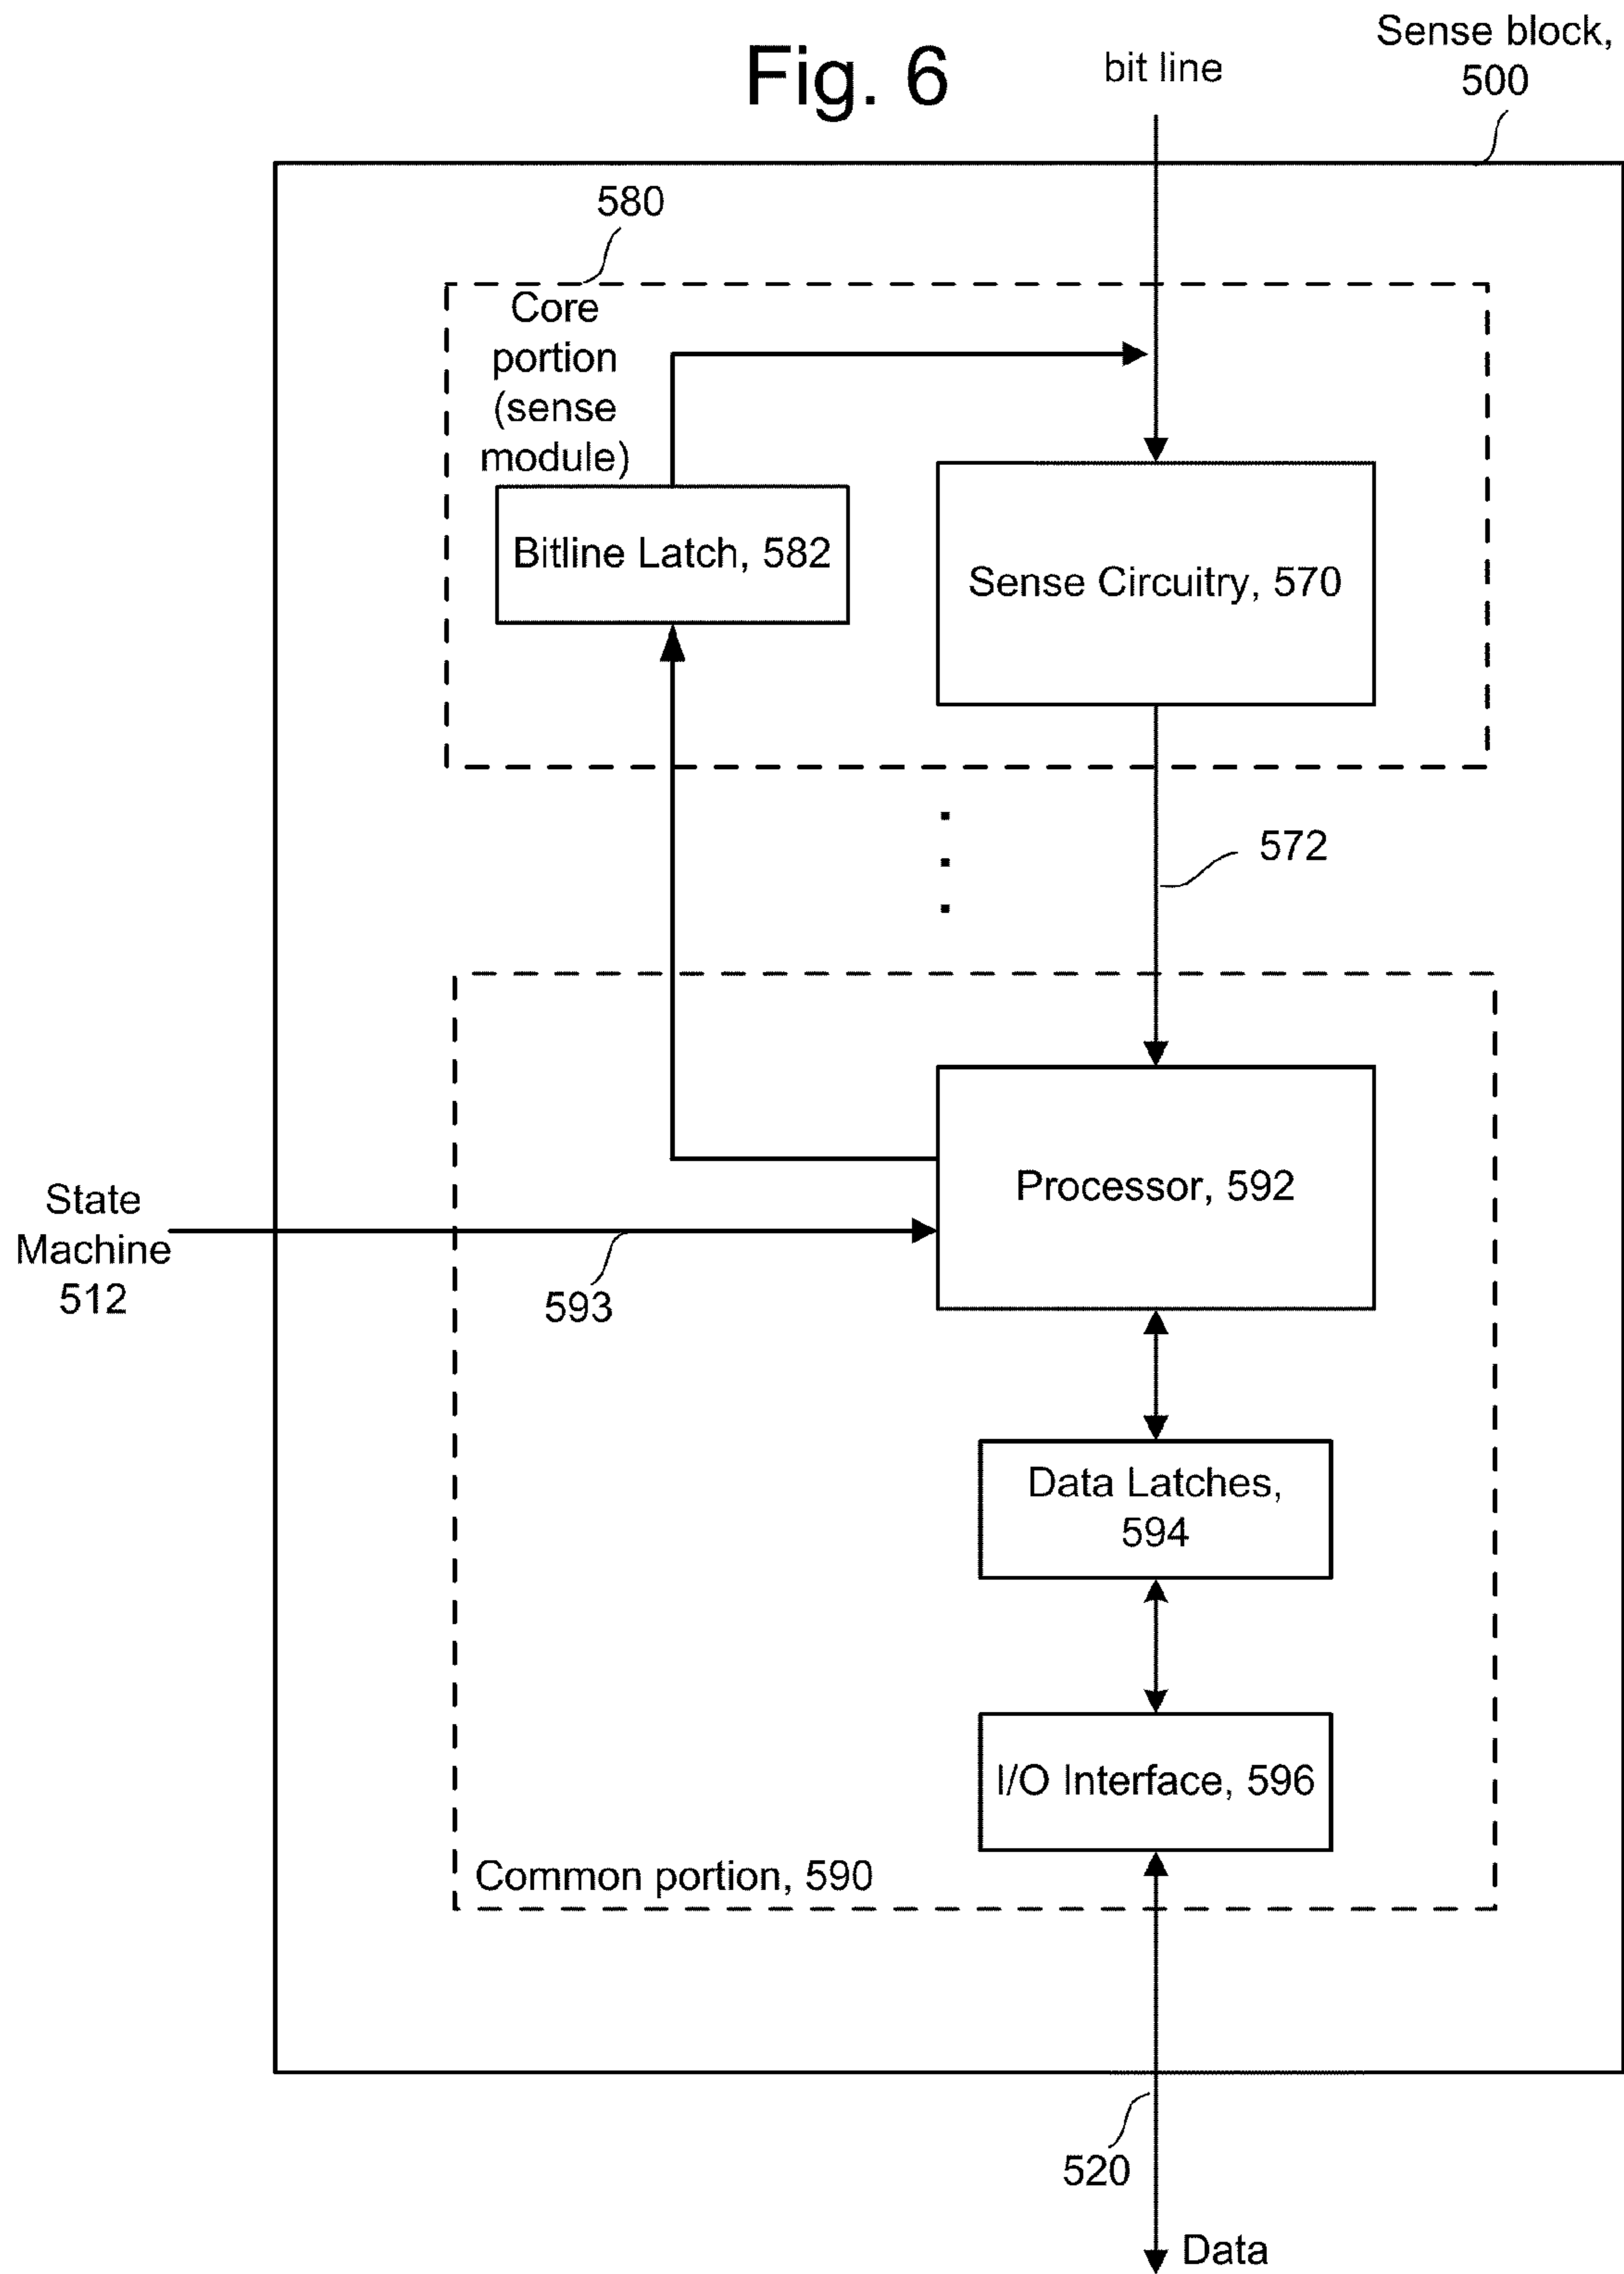 Fig. 6
bit line
Sense block,
500
580
Core
portion
(sense
module)
Bitline Latch, 582
Sense Circuitry, 570
572
Processor, 592
State
Machine
512
593
Data Latches,
594
I/O Interface, 596
Common portion, 590
520
Data